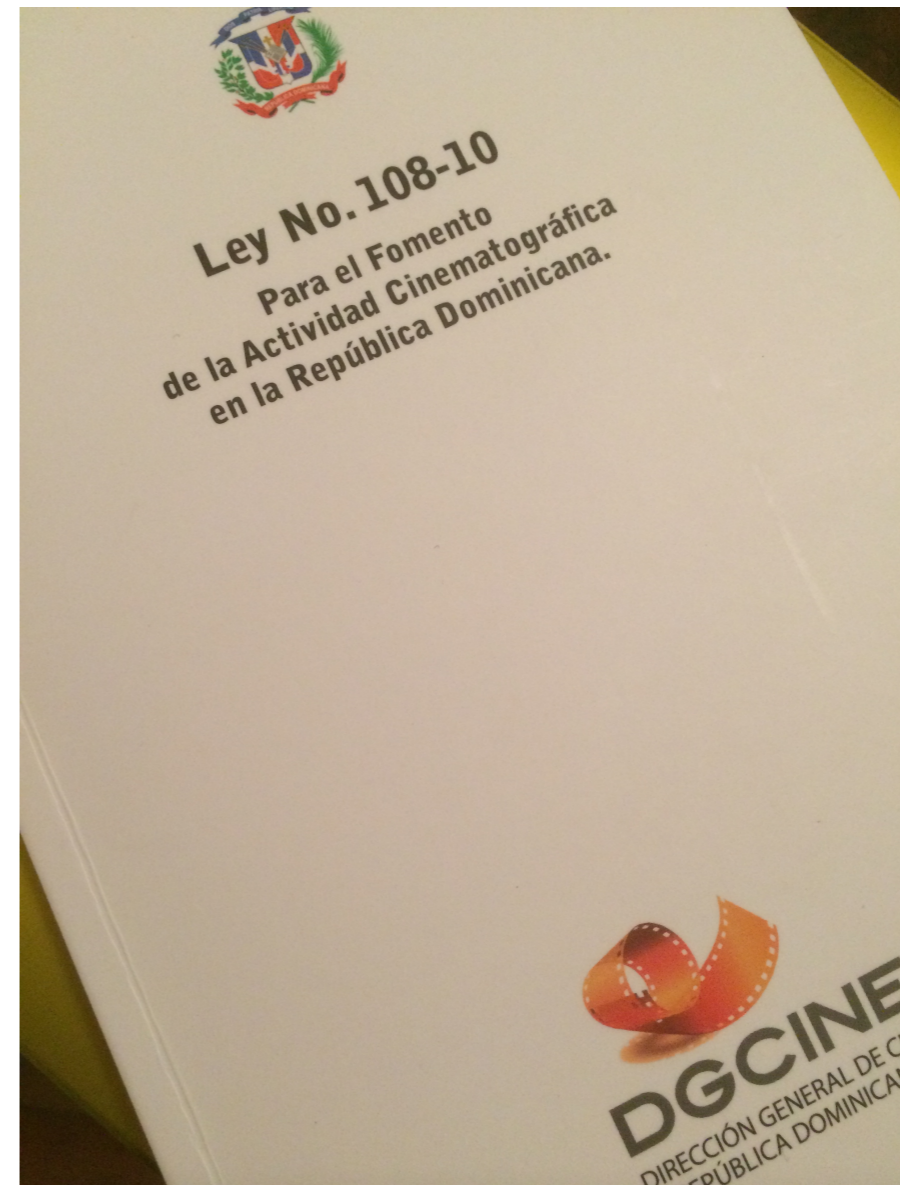 Ley No. 108-10
Para el Fomento
de la Actividad Cinematográfica
en la República Dominicana.
DGCINE
DIRECCIÓN GENERAL DE
REPÚBLICA